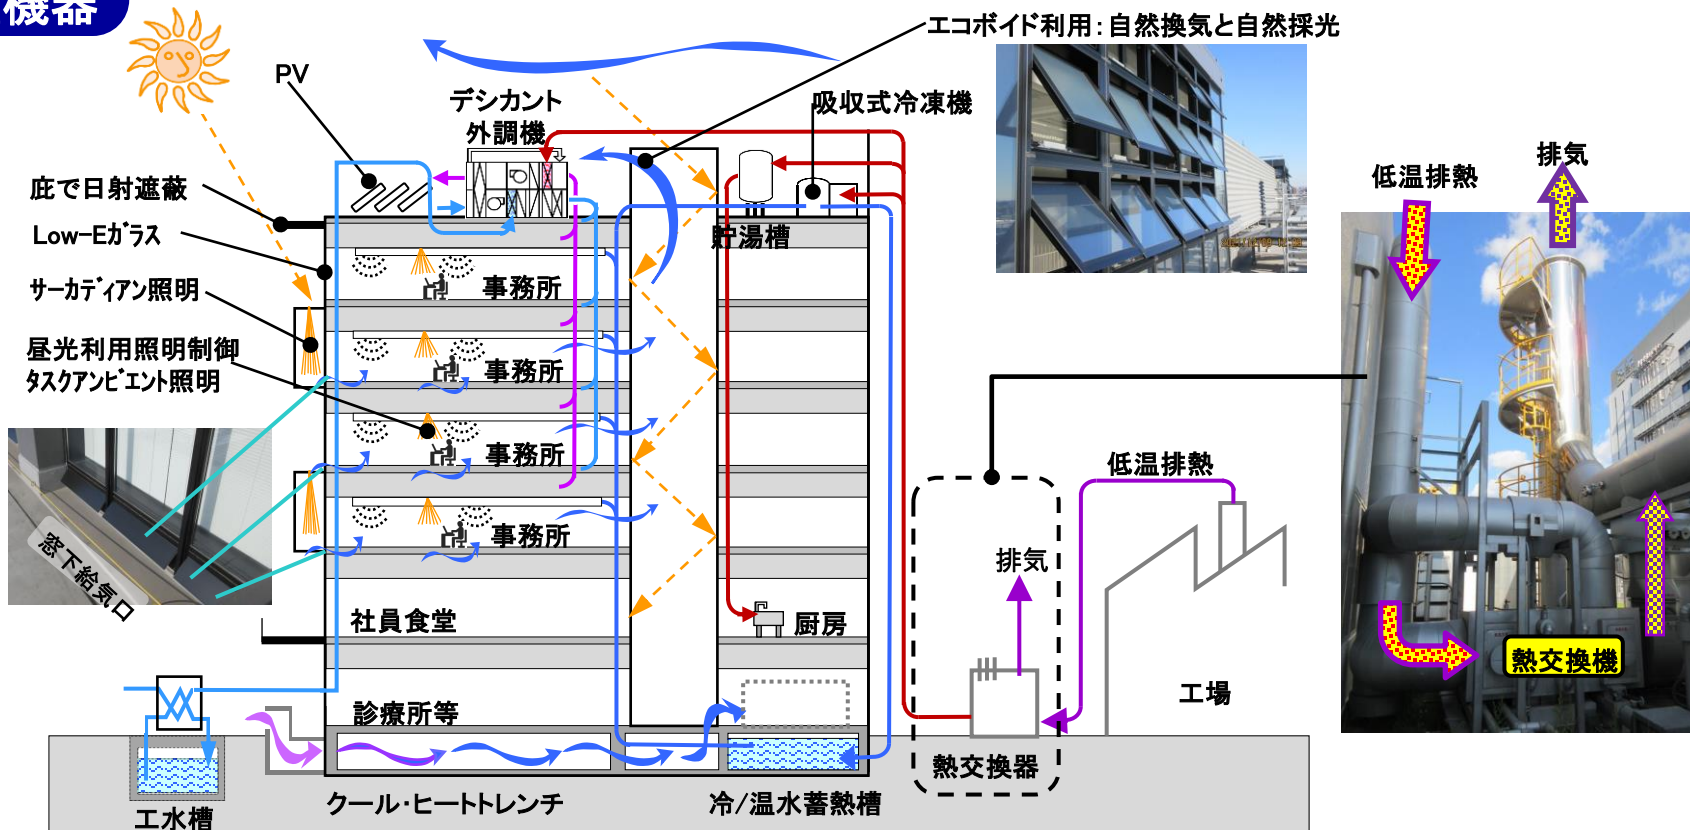 機器
エコボイド利用：自然換気と自然採光
PV
デシカント
外調機
吸収式冷凍機
排気
低温排熱
庇で日射遮蔽
Low-Eガラス
貯湯槽
サーカディアン照明
事務所
昼光利用照明制御
タスクアンビエント照明
事務所
事務所
低温排熱
事務所
窓下給気口
排気
社員食堂
厨房
熱交換機
工場
診療所等
熱交換器
クール・ヒートトレンチ
冷/温水蓄熱槽
工水槽